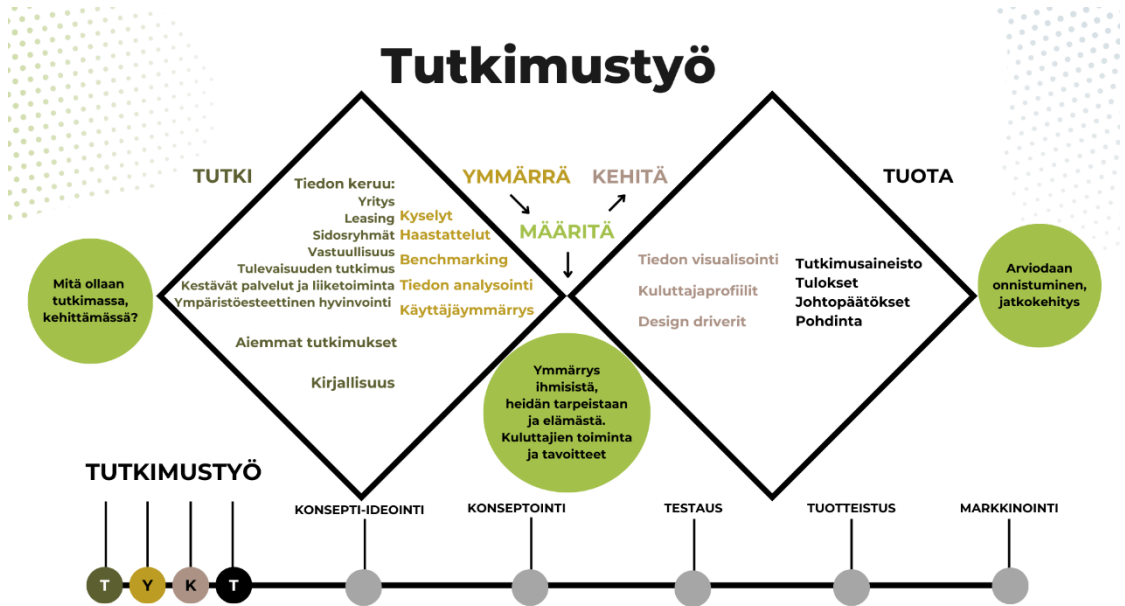 Tutkimustyö
TUTKI
YMMÄRRÄ
KEHITÄ
TUOTA
MÄÄRITÄ
Mitä ollaan
tutkimassa,
kehittämässä?
Tiedon keruu:
Yritys
Leasing
Sidosryhmät
Vastuullisuus
Tulevaisuuden tutkimus
Kestävät palvelut ja liiketoiminta
Ympäristöesteettinen hyvinvointi
Aiemmat tutkimukset
Kirjallisuus
Kyselyt
Haastattelut
Benchmarking
Tiedon analysointi
Käyttäjäymmärrys
Ymmärrys
ihmisistä,
heidän tarpeistaan
ja elämästä.
Kuluttajien toiminta
ja tavoitteet
Tiedon visualisointi
Kuluttajaprofiilit
Design driverit
Tutkimusaineisto
Tulokset
Johtopäätökset
Pohdinta
Arviodaan
onnistuminen,
jatkokehitys
TUTKIMUSTYÖ
KONSEPTI-IDEOINTI
KONSEPTOINTI
TESTAUS
TUOTTEISTUS
MARKKINOINTI
T
Y
K
T